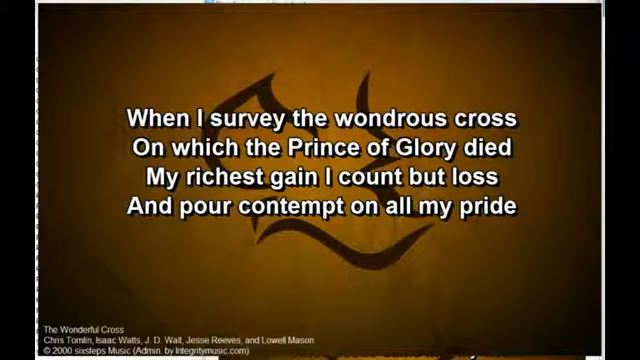 When I survey the wondrous cross
On which the Prince of Glory died
My richest gain I count but loss
And pour contempt on all my pride
The Wonderful Cross
Chris Tomlin, Isaac Watts, J. D. Walt, Jesse Reeves, and Lowell Mason
© 2000 sixsteps Music (Admin. by Integritymusic.com)